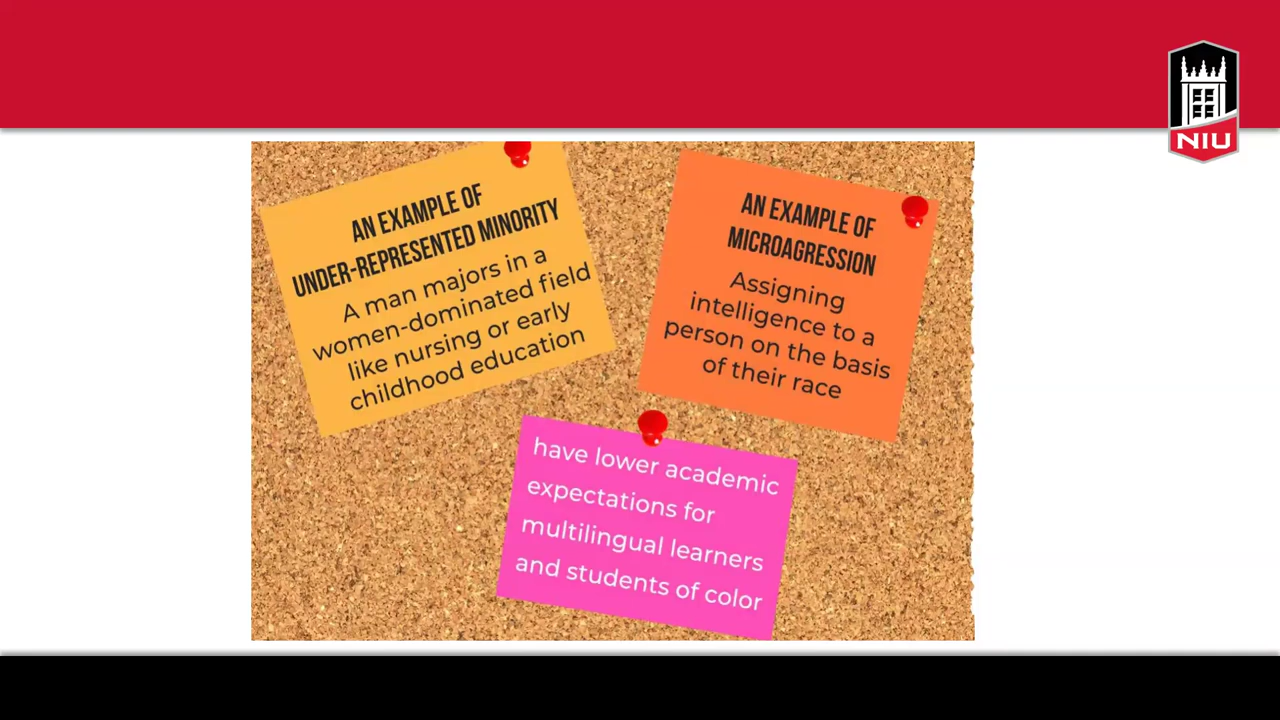 NIU
AN EXAMPLE OF
UNDER-REPRESENTED MINORITY
A man majors in a
women-dominated field
like nursing or early
childhood education
AN EXAMPLE OF
MICROAGRESSION
Assigning
intelligence to a
person on the basis
of their race
have lower academic
expectations for
multilingual learners
and students of color